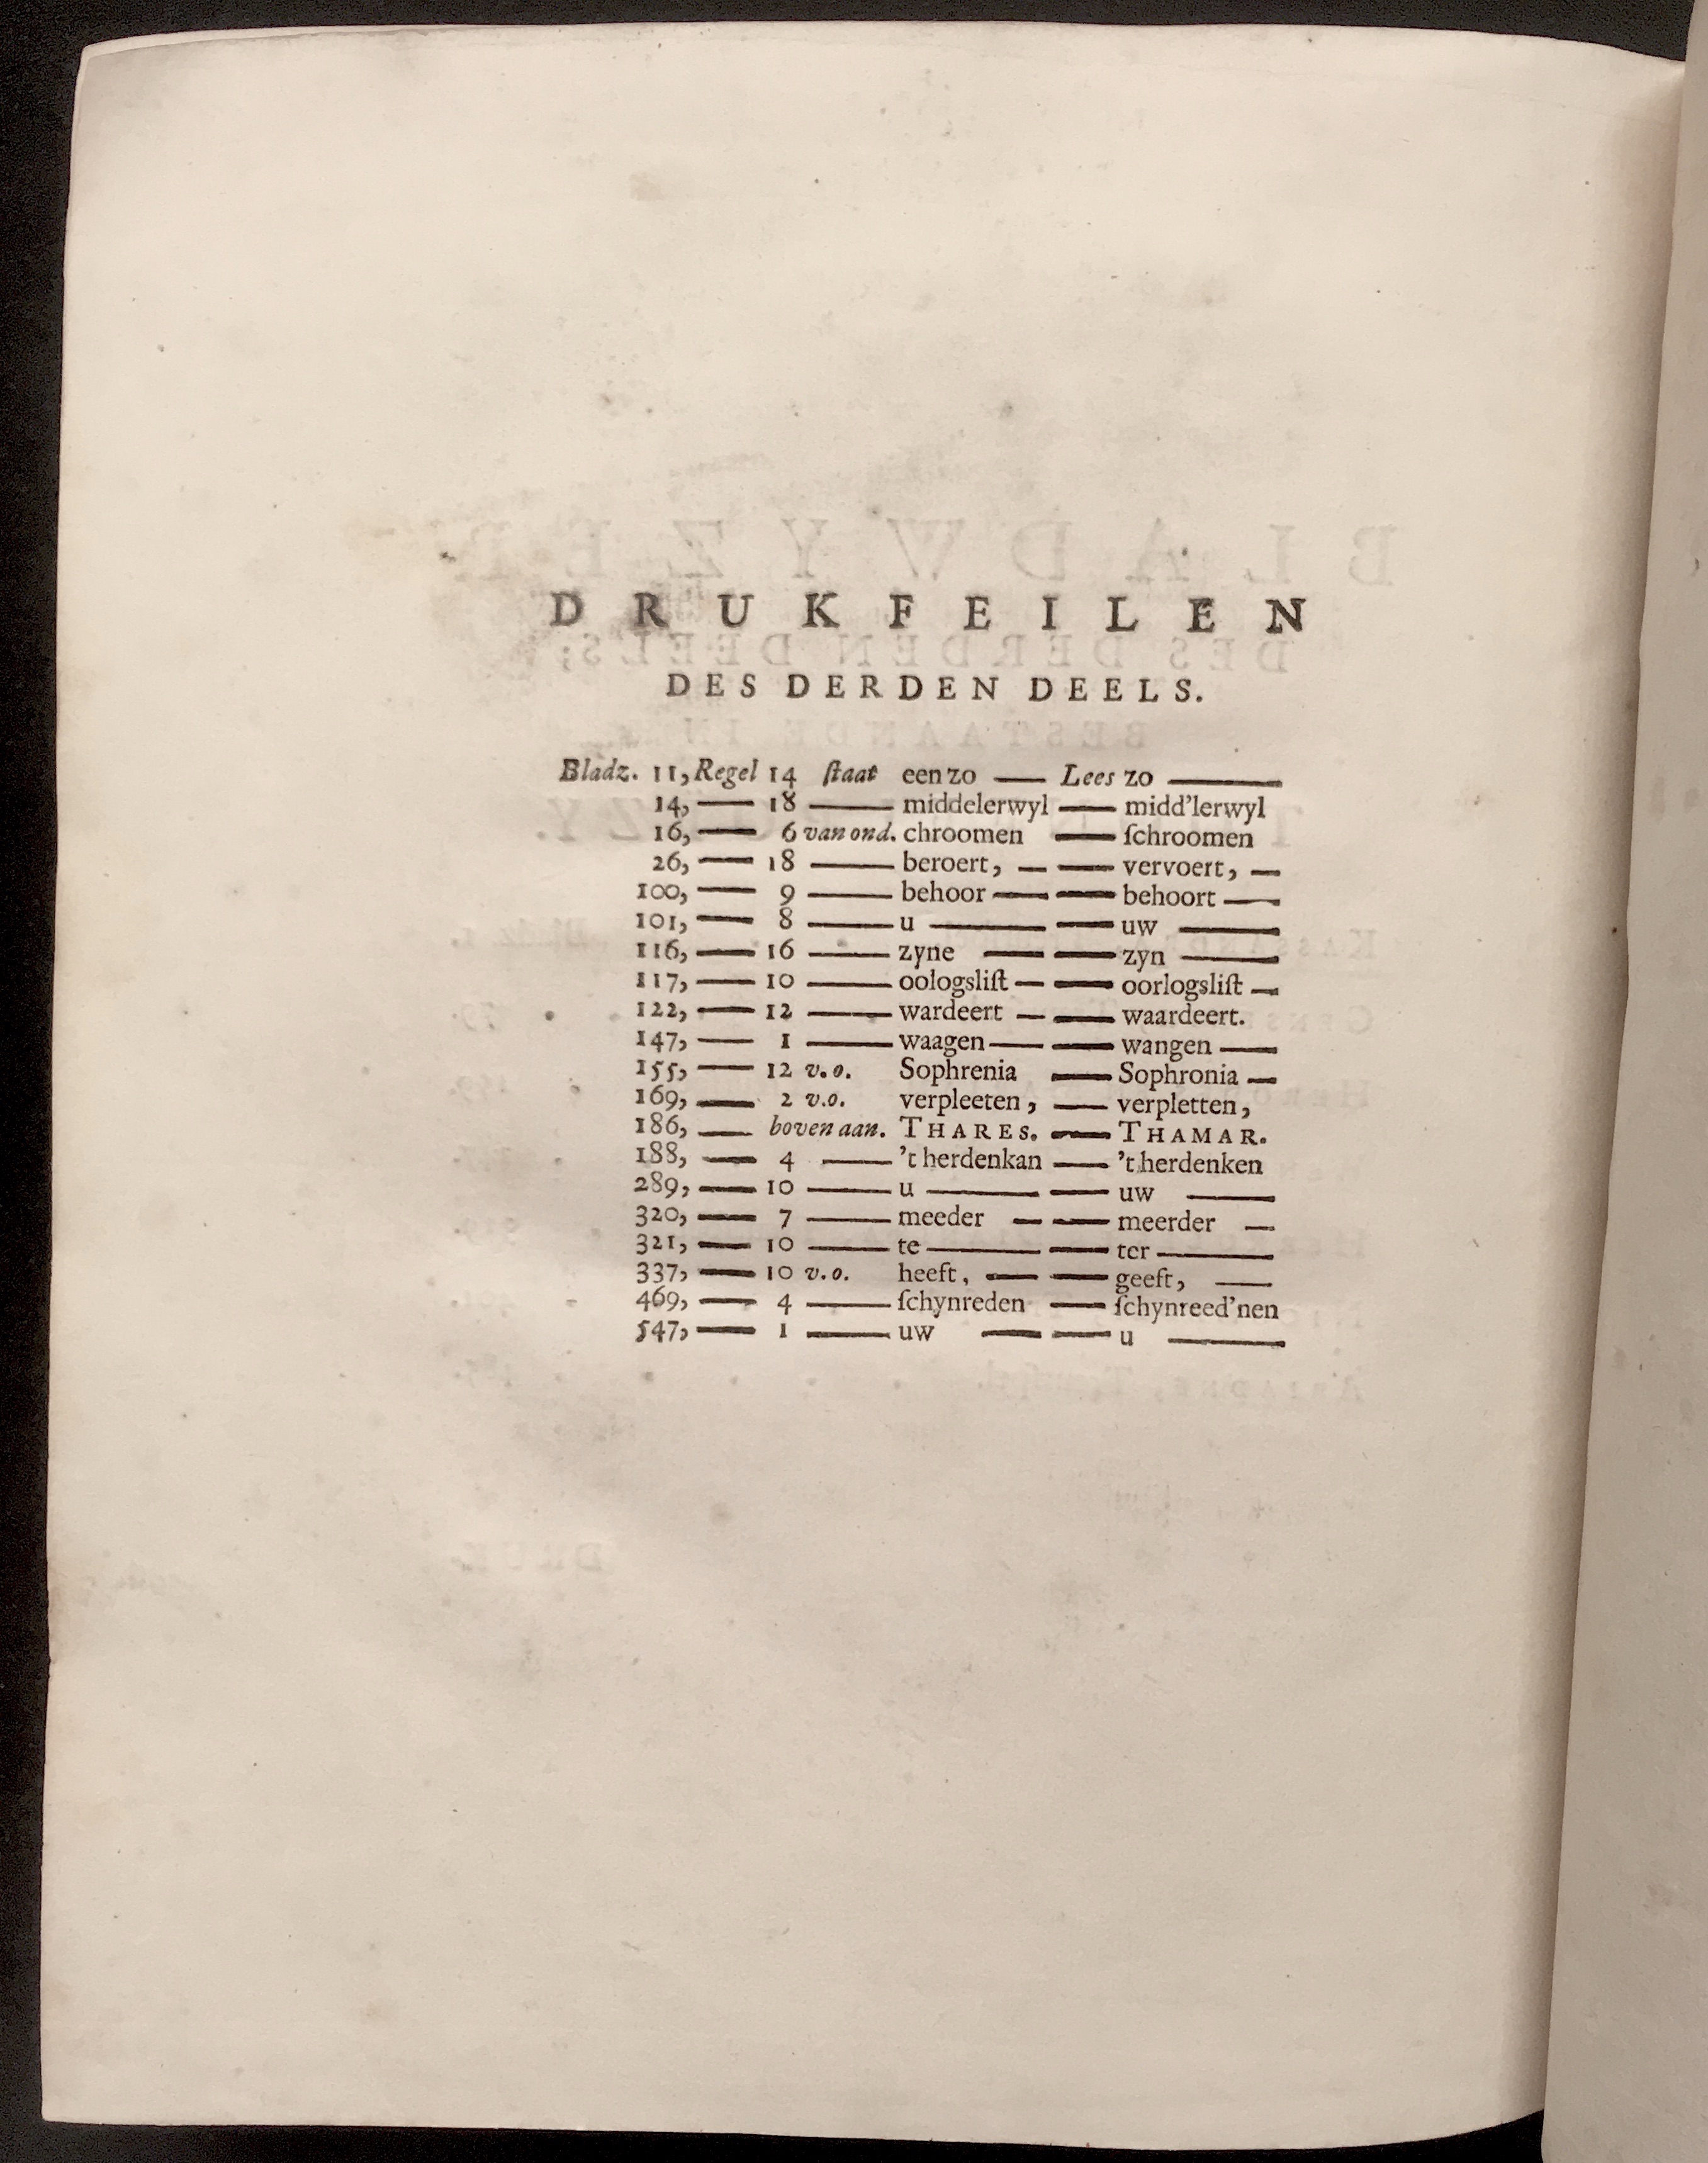 DRUKFEILEN
DES DERDEN DEELS.
Bladz. 11, Regel 14 ſtaat een zo — Lees zo —
14, — 18 — middelerwyl — midd'lerwyl
16, — 6 van ond. chroomen — ſchroomen
26, — 18 — beroert, — — vervoert, —
100, — 9 — behoor — — behoort —
101, — 8 — u — — uw —
116, — 16 — zyne — — zyn —
117, — 10 — oologsliſt — — oorlogsliſt —
122, — 12 — wardeert — — waardeert.
147, — 1 — waagen — — wangen —
155, — 12 v.o. Sophrenia — Sophronia —
169, — 2 v.o. verpleeten, — verpletten,
186, — boven aan. THARES. — THAMAR.
188, — 4 — 't herdenkan — 't herdenken
289, — 10 — u — — uw —
320, — 7 — meeder — — meerder —
321, — 10 — te — — ter —
337, — 10 v.o. heeft, — — geeft, —
469, — 4 — ſchynreden — ſchynreed'nen
547, — 1 — uw — — u —